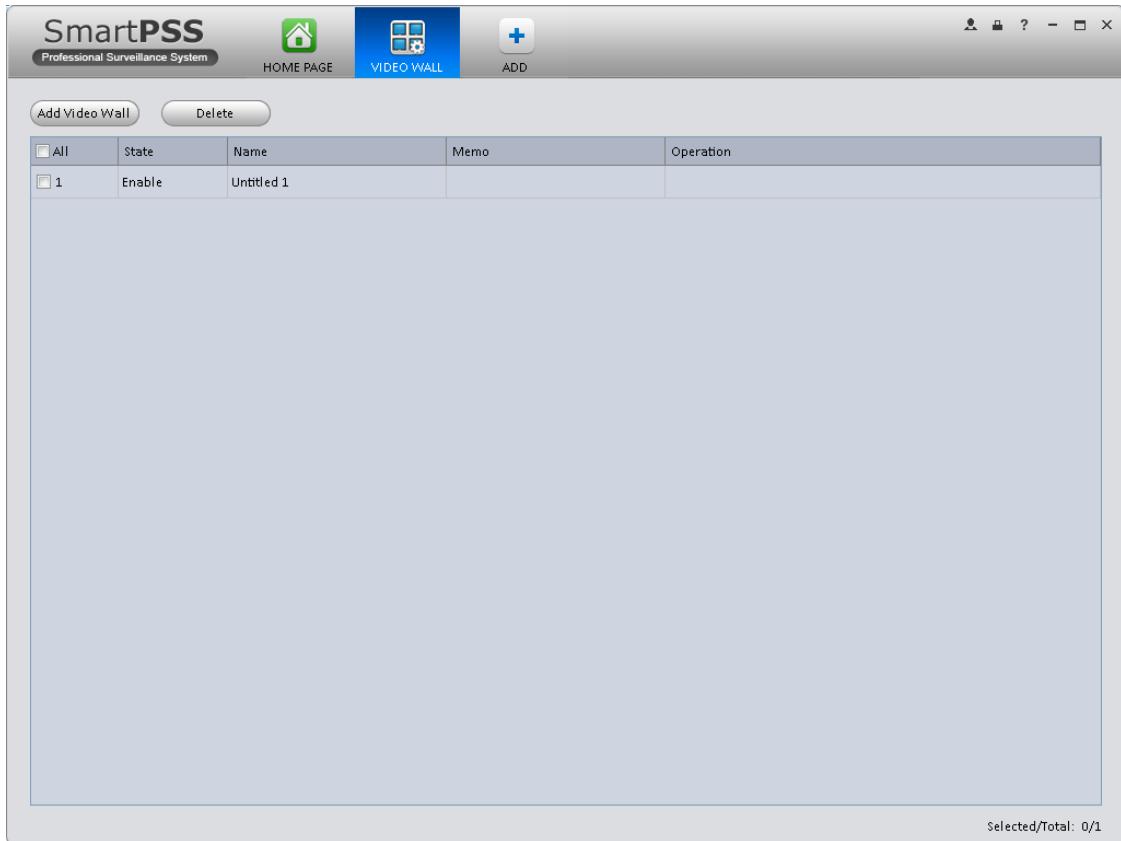 SmartPSS
Professional Surveillance System
HOME PAGE
VIDEO WALL
ADD
?
Add Video Wall
Delete
All State Name Memo Operation
1 Enable Untitled 1
Selected/Total: 0/1